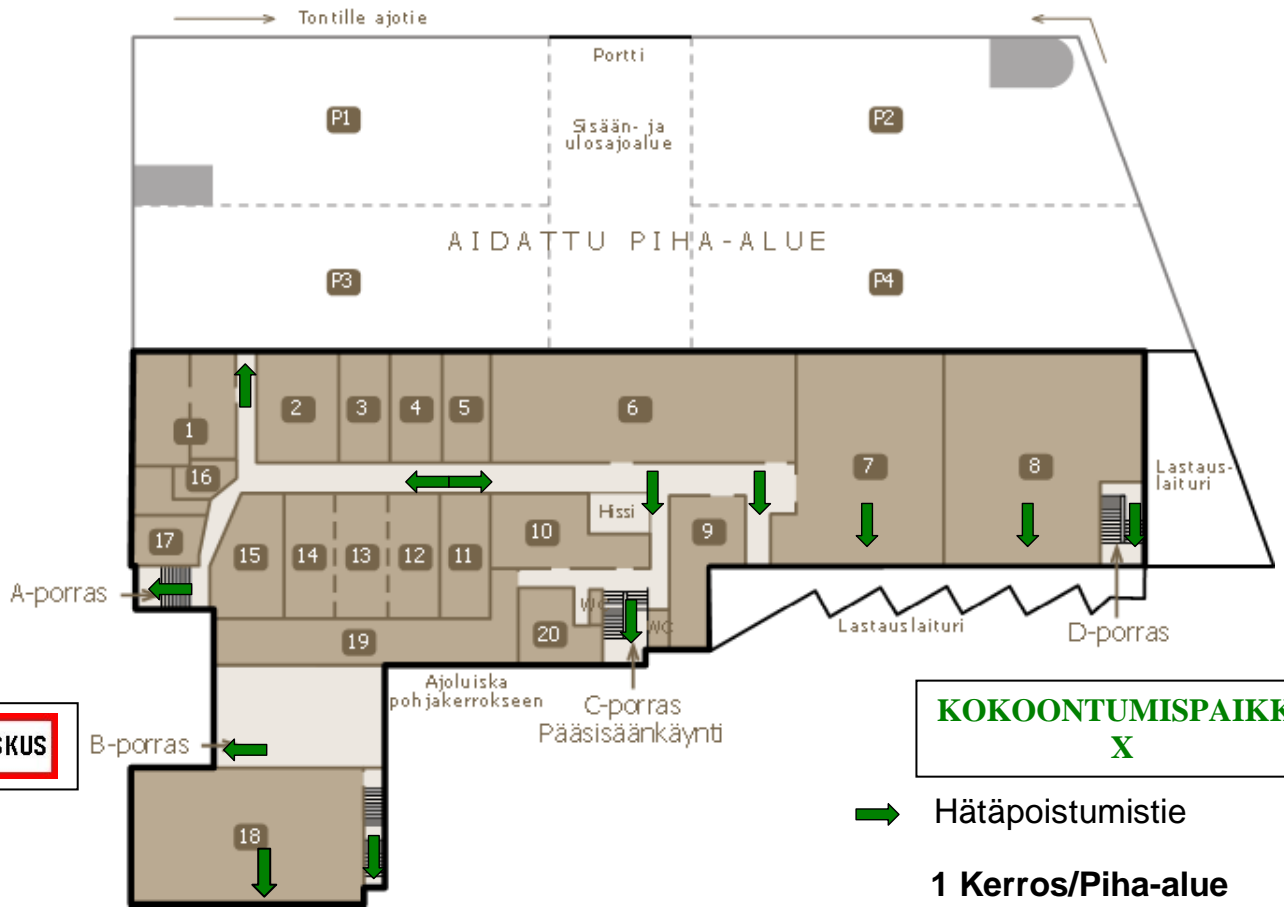 Tontille ajotie
Portti
P1
Sisään- ja
ulosajoalue
P2
AIDATTU PIHA-ALUE
P3
P4
1
2
3
4
5
6
7
8
16
17
15
14
13
12
11
10
Hissi
9
Lastaus-
laituri
A-porras
WC
WC
20
19
Lastauslaituri
D-porras
Ajoluiska
pohjakerrokseen
C-porras
Pääsisäänkäynti
B-porras
SKUS
18
KOKOONTUMISPAIKK
X
Hätäpoistumistie
1 Kerros/Piha-alue